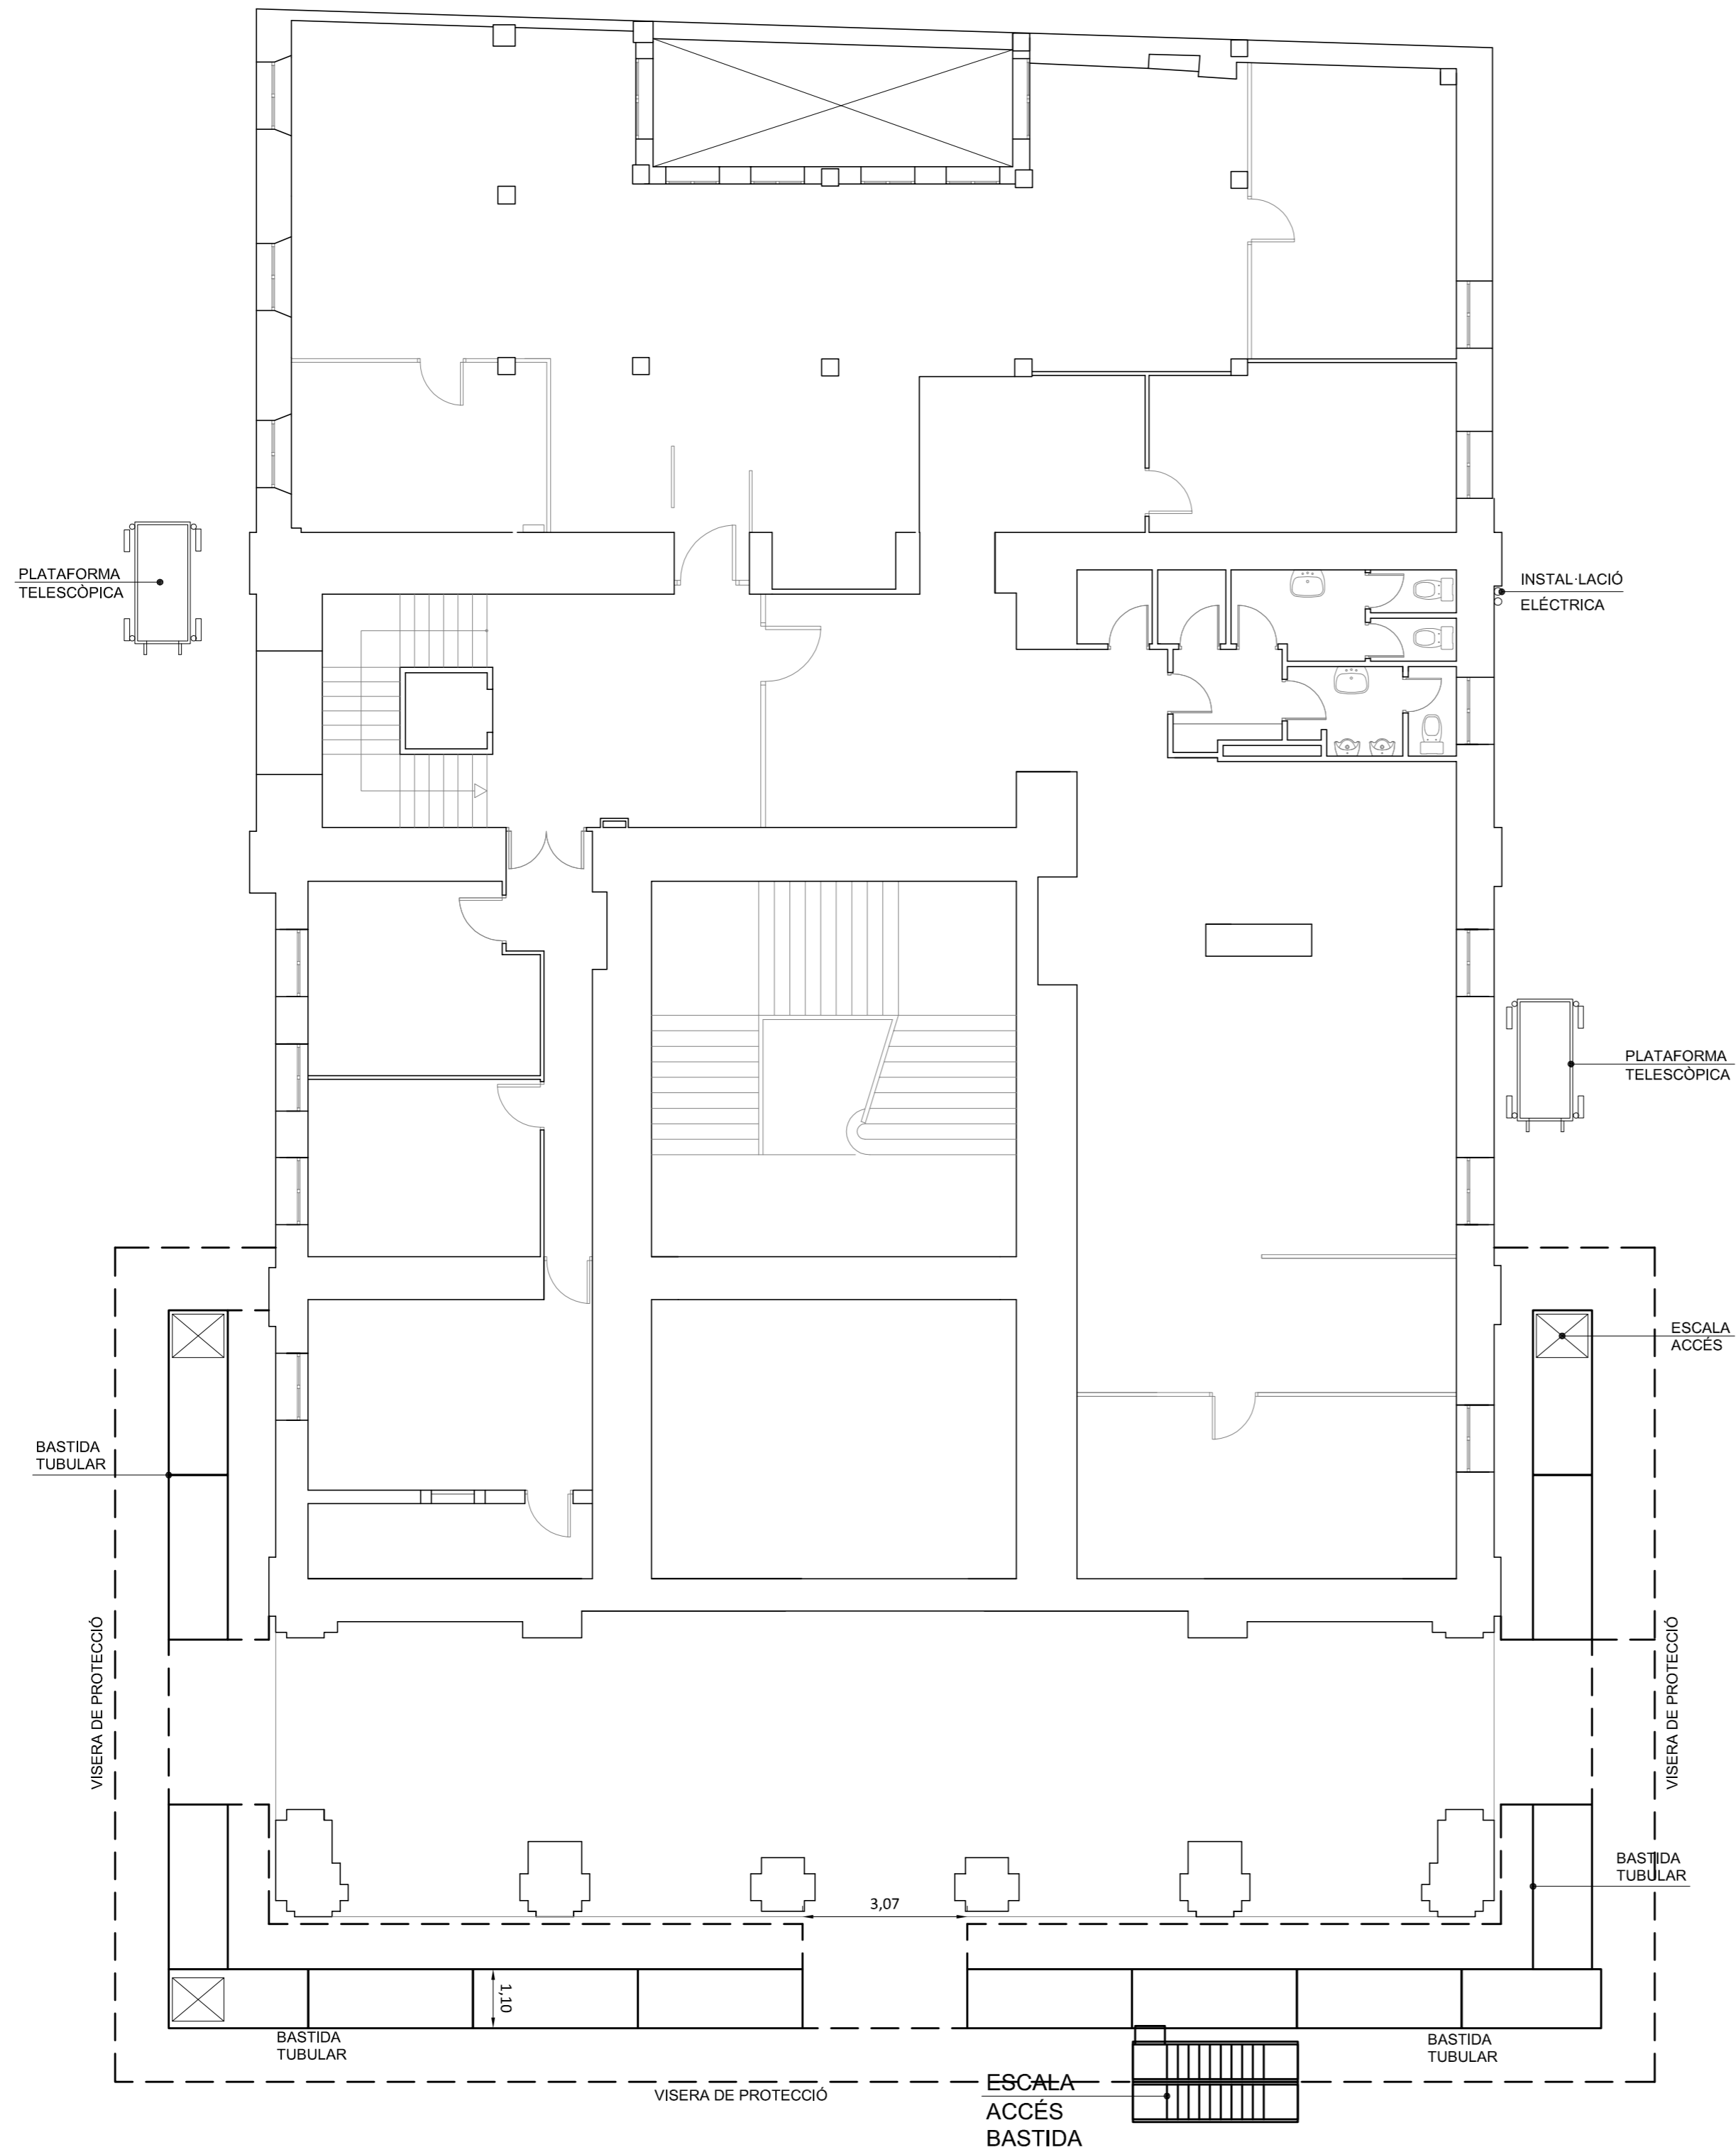 PLATAFORMA
TELESCÒPICA
INSTAL·LACIÓ
ELÉCTRICA
PLATAFORMA
TELESCÒPICA
ESCALA
ACCÉS
BASTIDA
TUBULAR
VISERA DE PROTECCIÓ
VISERA DE PROTECCIÓ
BASTIDA
TUBULAR
3,07
1,10
BASTIDA
TUBULAR
BASTIDA
TUBULAR
VISERA DE PROTECCIÓ
ESCALA
ACCÉS
BASTIDA